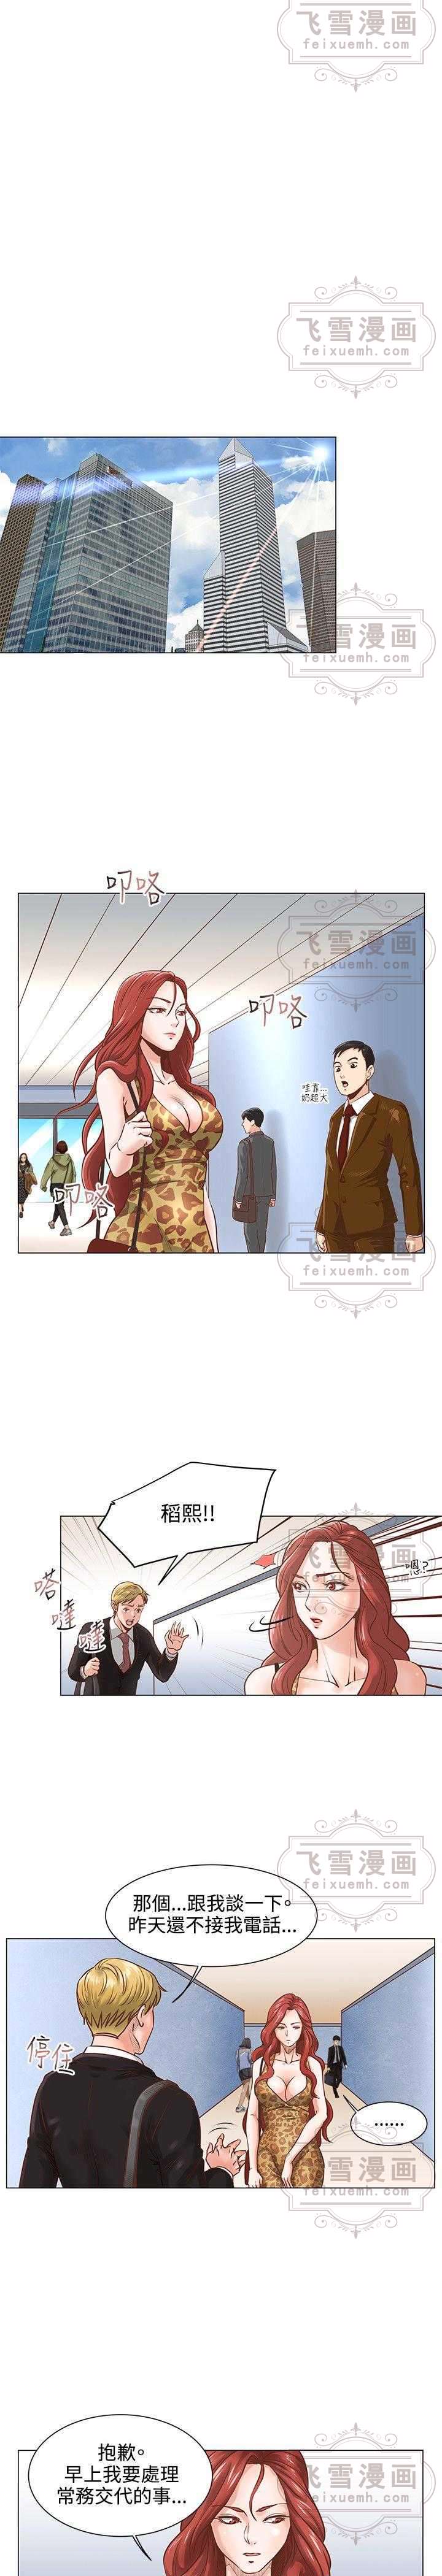 飞雪漫画
feixuemh.com
飞雪漫画
feixuemh.com
飞雪漫画
feixuemh.com
叩咯
飞雪漫画
feixuemh.com
叩咯
哇靠...
奶超大
叩咯
飞雪漫画
feixuemh.com
稻熙!!
飞雪漫画
嗯?
嗒
噠
噠
飞雪漫画
feixuemh.com
那個...跟我談一下。
昨天還不接我電話...
停住
......
飞雪漫画
feixuemh.com
飞雪漫画
feixuemh.com
抱歉。
早上我要處理
常務交代的事...